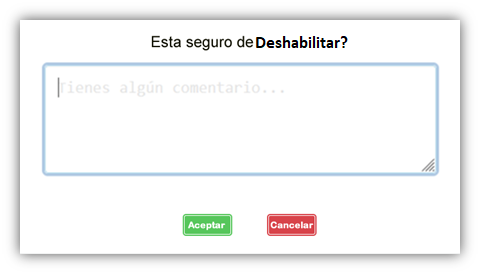 Esta seguro de Deshabilitar?
Tienes algún comentario...
Aceptar Cancelar